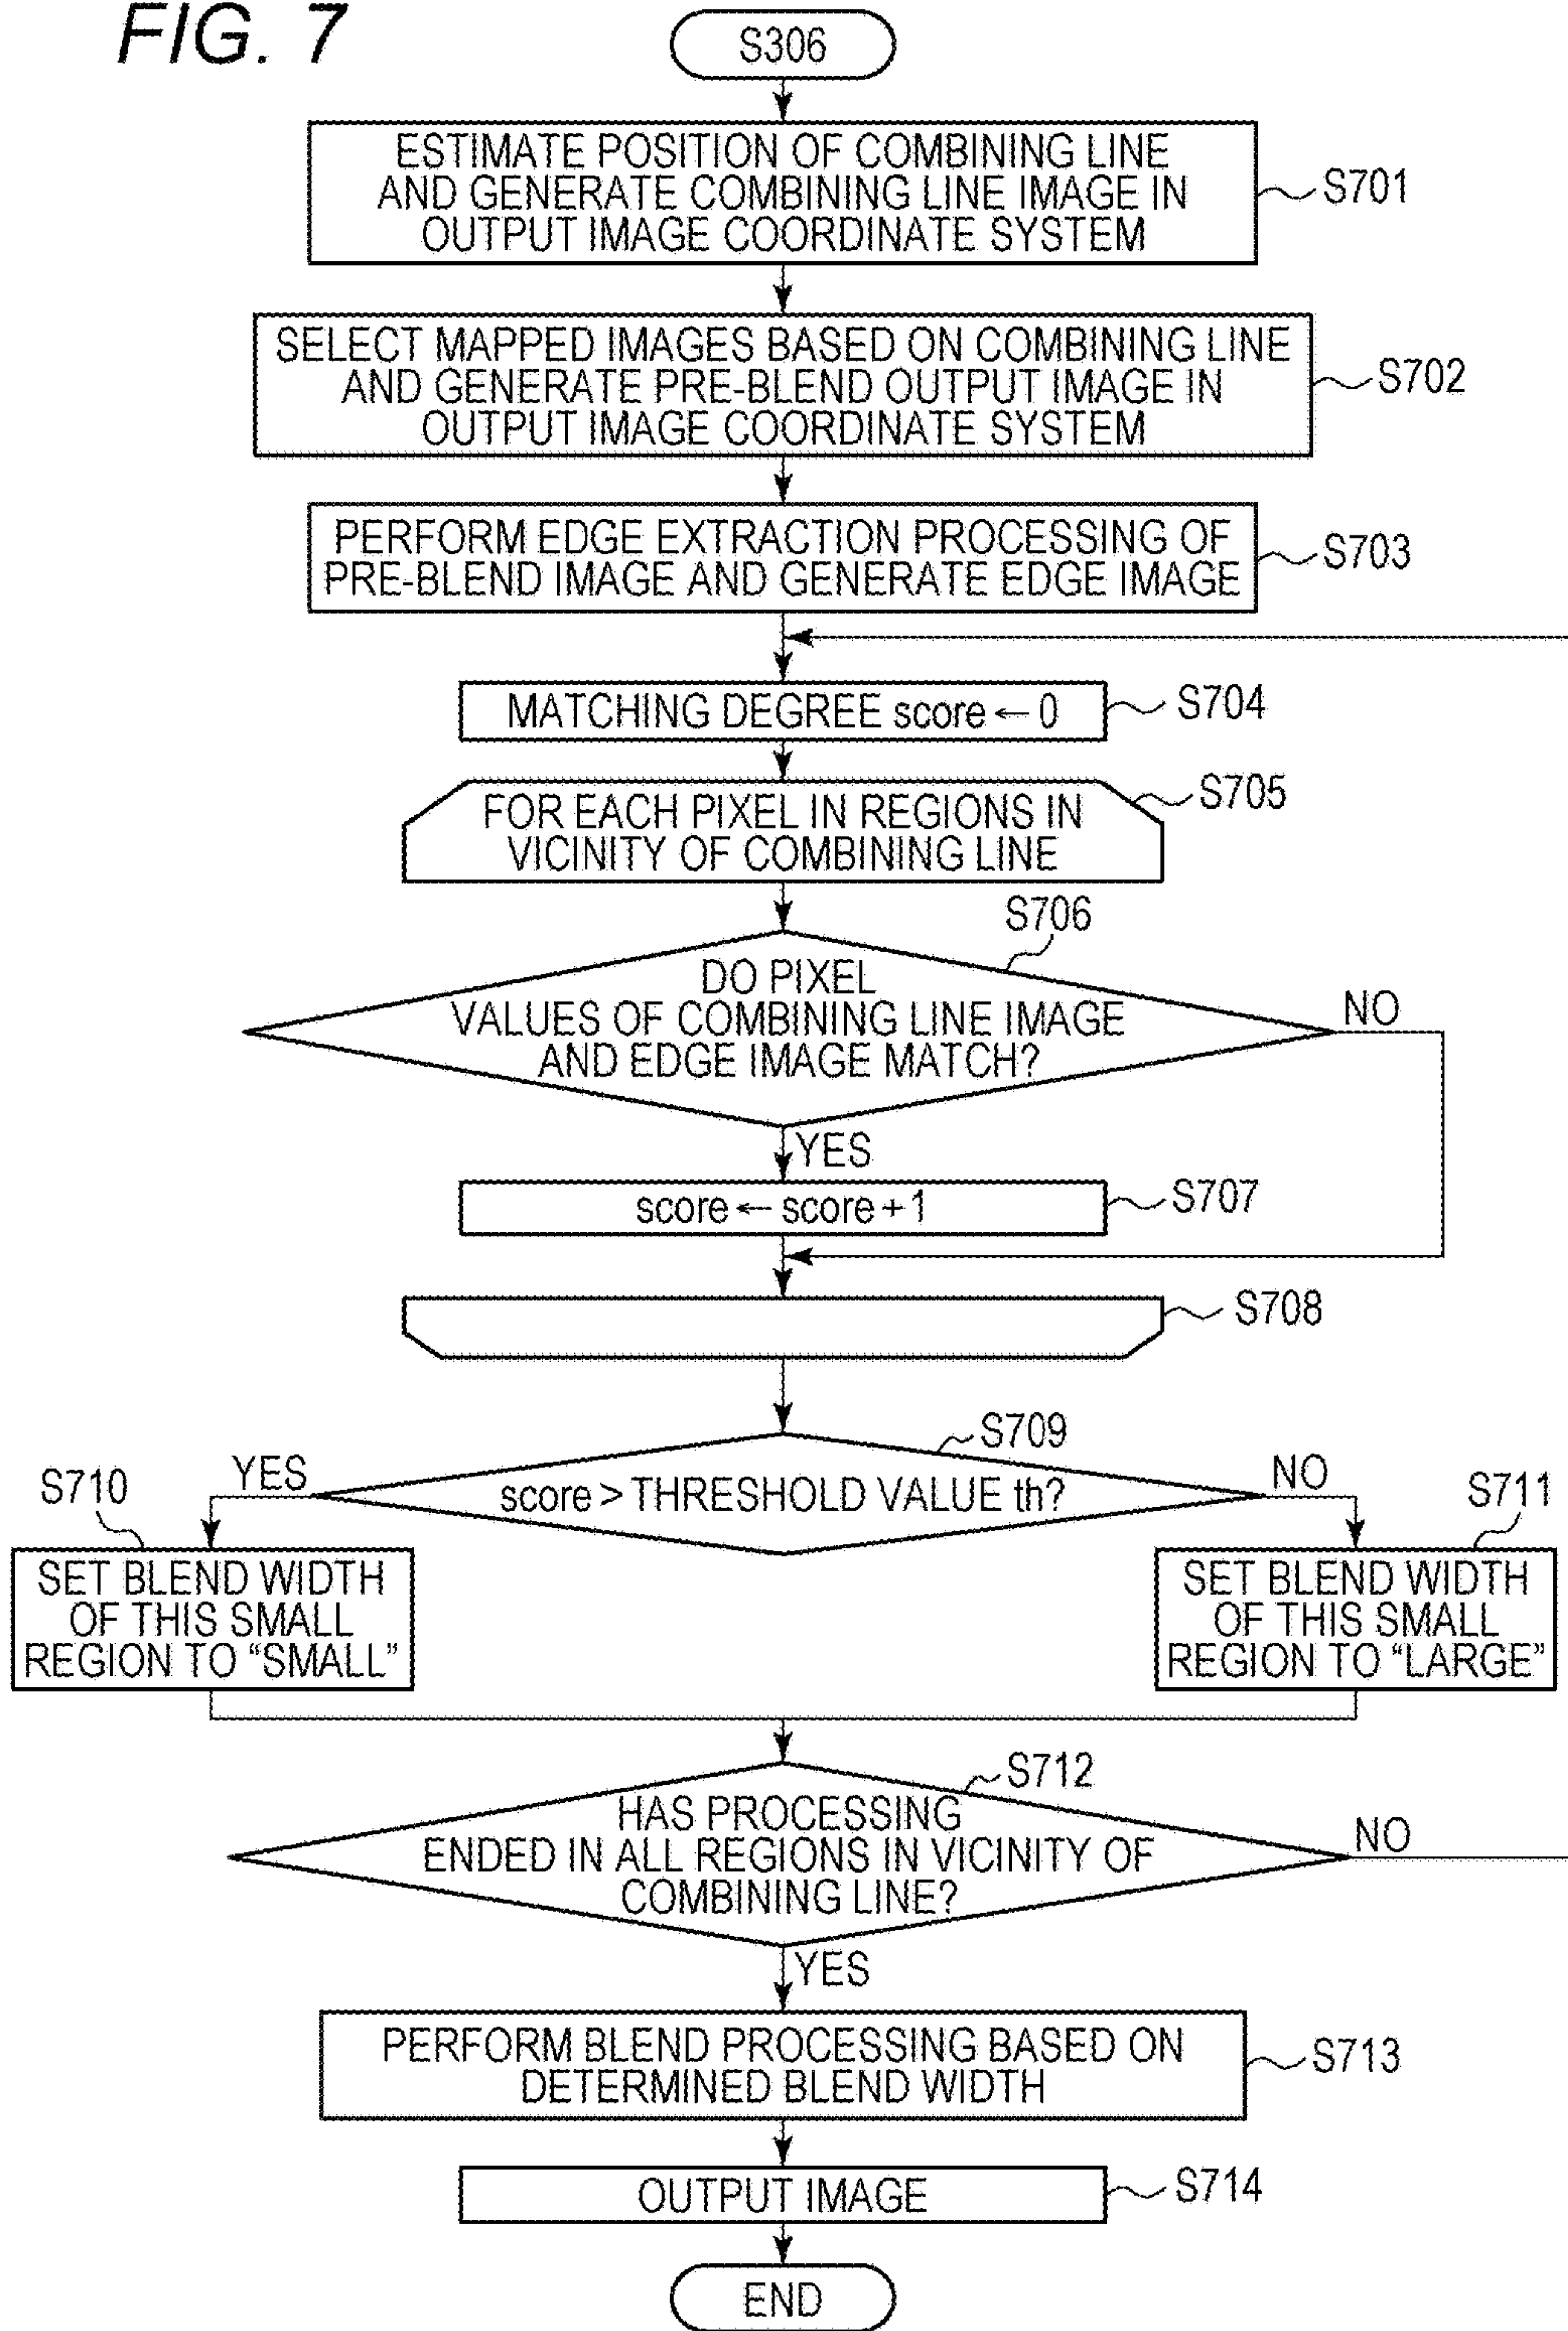 FIG. 7
S306
ESTIMATE POSITION OF COMBINING LINE
AND GENERATE COMBINING LINE IMAGE IN
OUTPUT IMAGE COORDINATE SYSTEM
S701
SELECT MAPPED IMAGES BASED ON COMBINING LINE
AND GENERATE PRE-BLEND OUTPUT IMAGE IN
OUTPUT IMAGE COORDINATE SYSTEM
S702
PERFORM EDGE EXTRACTION PROCESSING OF
PRE-BLEND IMAGE AND GENERATE EDGE IMAGE
S703
MATCHING DEGREE score ← 0
S704
FOR EACH PIXEL IN REGIONS IN
VICINITY OF COMBINING LINE
S705
S706
DO PIXEL
VALUES OF COMBINING LINE IMAGE
AND EDGE IMAGE MATCH?
NO
YES
score ← score + 1
S707
S708
S709
score > THRESHOLD VALUE th?
YES
NO
S710
SET BLEND WIDTH
OF THIS SMALL
REGION TO “SMALL”
S711
SET BLEND WIDTH
OF THIS SMALL
REGION TO “LARGE”
S712
HAS PROCESSING
ENDED IN ALL REGIONS IN VICINITY OF
COMBINING LINE?
NO
YES
PERFORM BLEND PROCESSING BASED ON
DETERMINED BLEND WIDTH
S713
OUTPUT IMAGE
S714
END